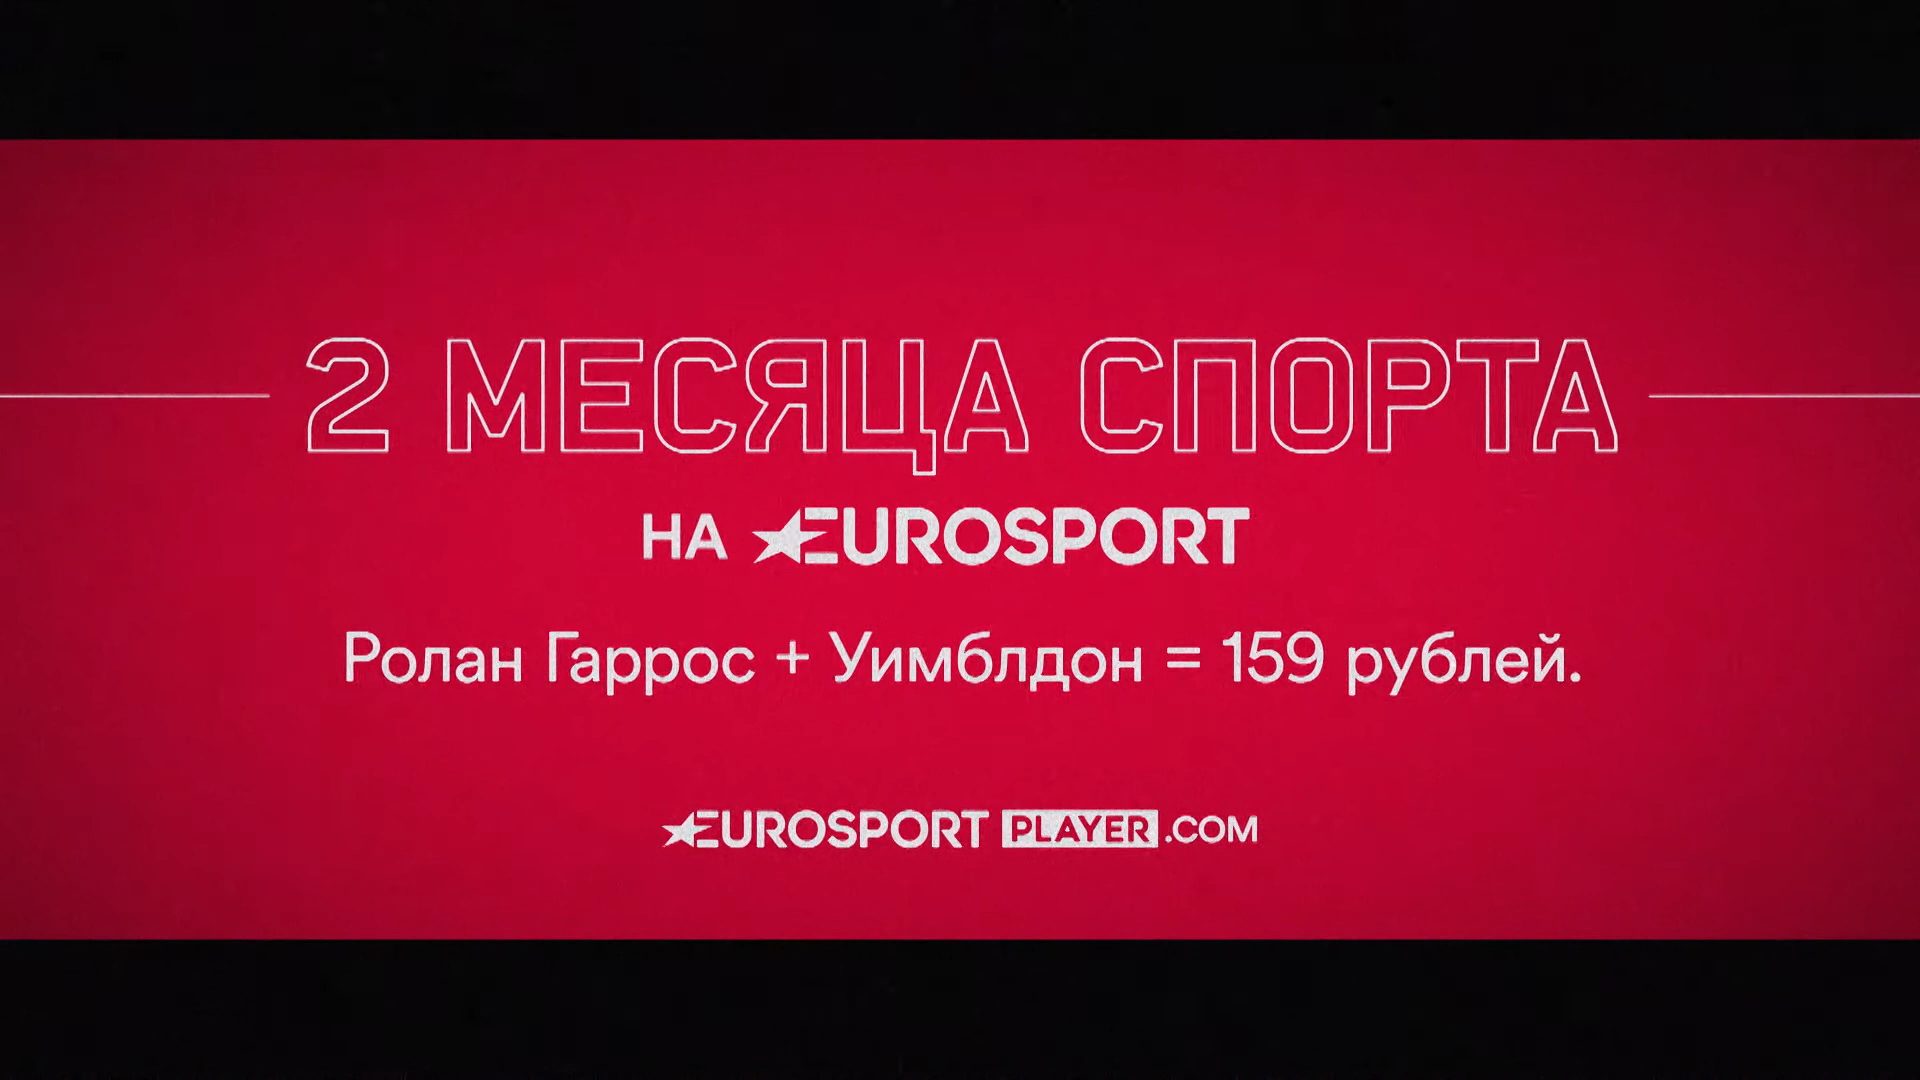 2 МЕСЯЦА СПОРТА
НА EUROSPORT
Ролан Гаррос + Уимблдон = 159 рублей.
EUROSPORT PLAYER.COM